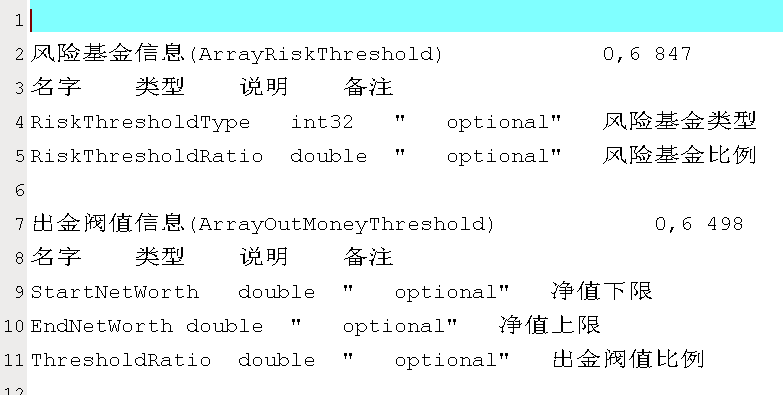 1
2 风险基金信息(ArrayRiskThreshold) 0,6 847
3 名字 类型 说明 备注
4 RiskThresholdType int32 " optional" 风险基金类型
5 RiskThresholdRatio double " optional" 风险基金比例
6
7 出金阀值信息(ArrayOutMoneyThreshold) 0,6 498
8 名字 类型 说明 备注
9 StartNetWorth double " optional" 净值下限
10 EndNetWorth double " optional" 净值上限
11 ThresholdRatio double " optional" 出金阀值比例
12